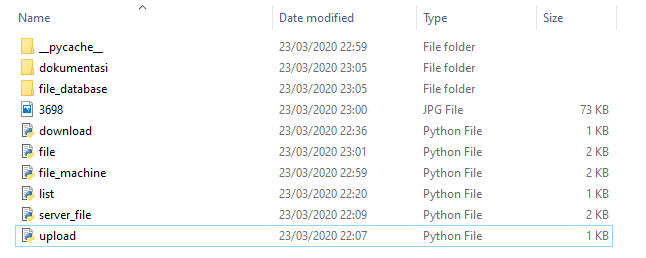 Name Date modified Type Size
__pycache__ 23/03/2020 22:59 File folder
dokumentasi 23/03/2020 23:05 File folder
file_database 23/03/2020 23:05 File folder
3698 23/03/2020 23:00 JPG File 73 KB
download 23/03/2020 22:36 Python File 1 KB
file 23/03/2020 23:01 Python File 2 KB
file_machine 23/03/2020 22:59 Python File 2 KB
list 23/03/2020 22:20 Python File 1 KB
server_file 23/03/2020 22:09 Python File 2 KB
upload 23/03/2020 22:07 Python File 1 KB